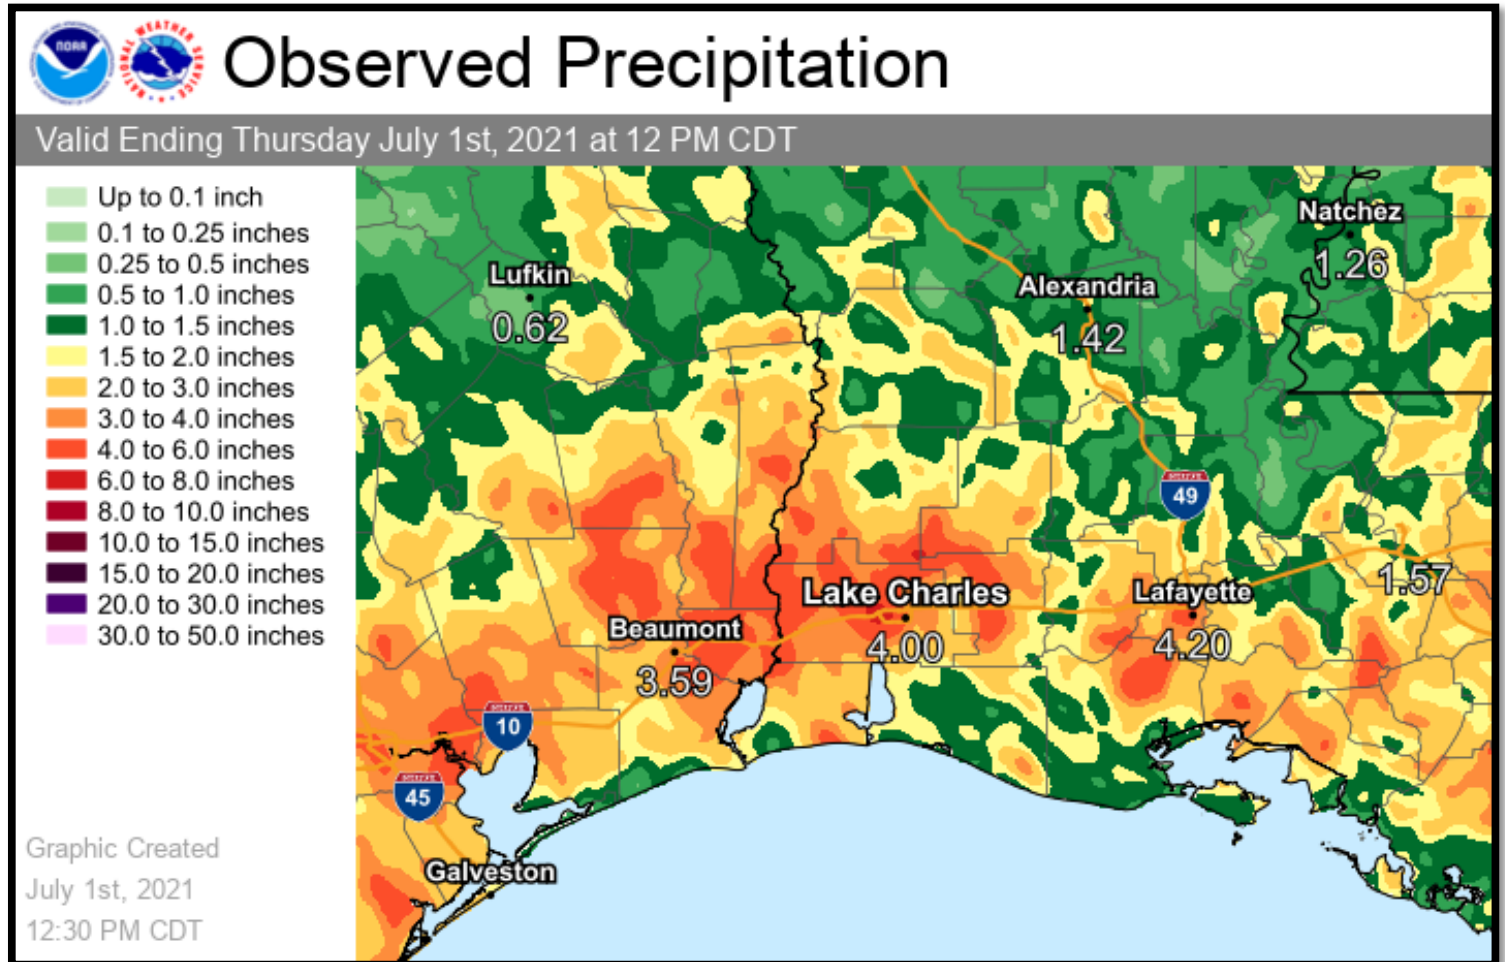 NOAA
NATIONAL WEATHER SERVICE
Observed Precipitation
Valid Ending Thursday July 1st, 2021 at 12 PM CDT
Up to 0.1 inch
0.1 to 0.25 inches
0.25 to 0.5 inches
0.5 to 1.0 inches
1.0 to 1.5 inches
1.5 to 2.0 inches
2.0 to 3.0 inches
3.0 to 4.0 inches
4.0 to 6.0 inches
6.0 to 8.0 inches
8.0 to 10.0 inches
10.0 to 15.0 inches
15.0 to 20.0 inches
20.0 to 30.0 inches
30.0 to 50.0 inches
Graphic Created
July 1st, 2021
12:30 PM CDT
Natchez
1.26
Lufkin
0.62
Alexandria
1.42
49
1.57
Lake Charles
4.00
Lafayette
4.20
Beaumont
3.59
10
45
Galveston